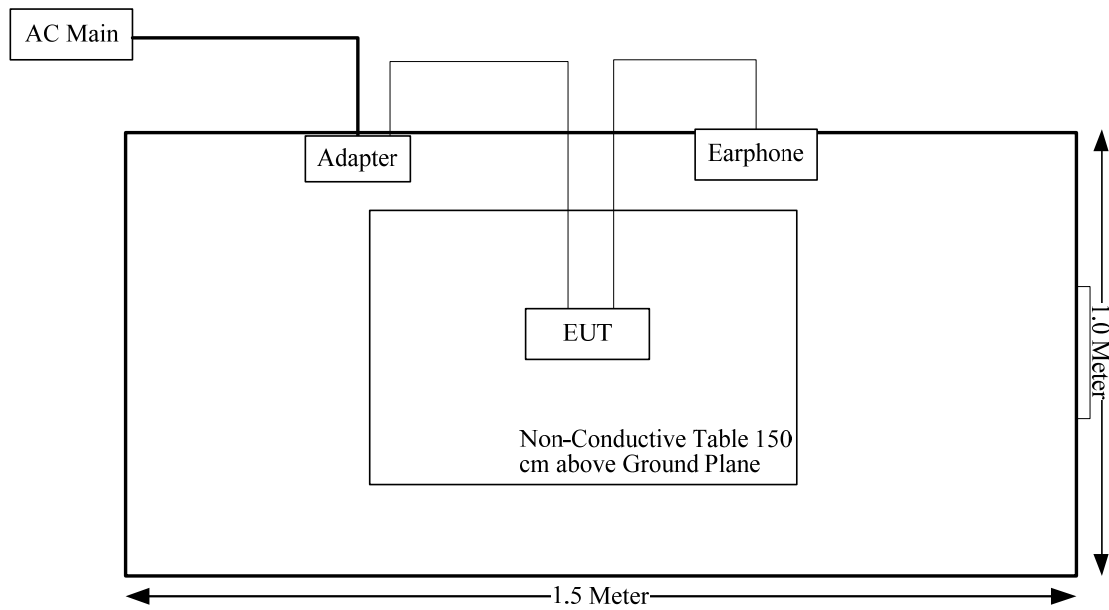 AC Main
Adapter
Earphone
EUT
Non-Conductive Table 150
cm above Ground Plane
1.0 Meter
1.5 Meter